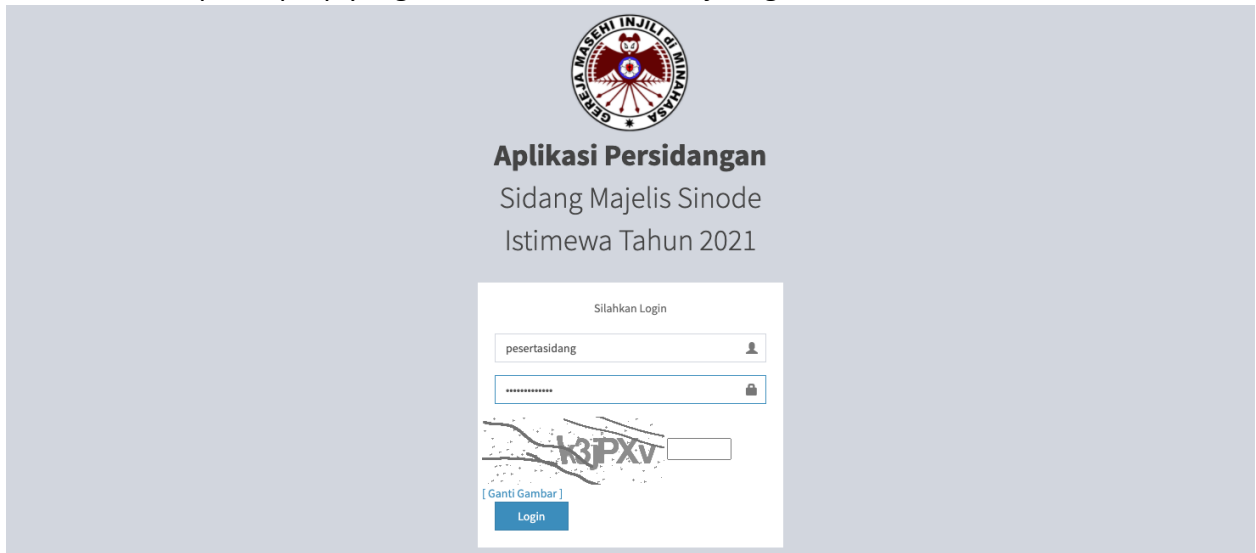 GEREJA MASEHI INJILI di MINAHASA
Aplikasi Persidangan
Sidang Majelis Sinode
Istimewa Tahun 2021
Silahkan Login
pesertasidang
k3jPXv
[ Ganti Gambar ]
Login